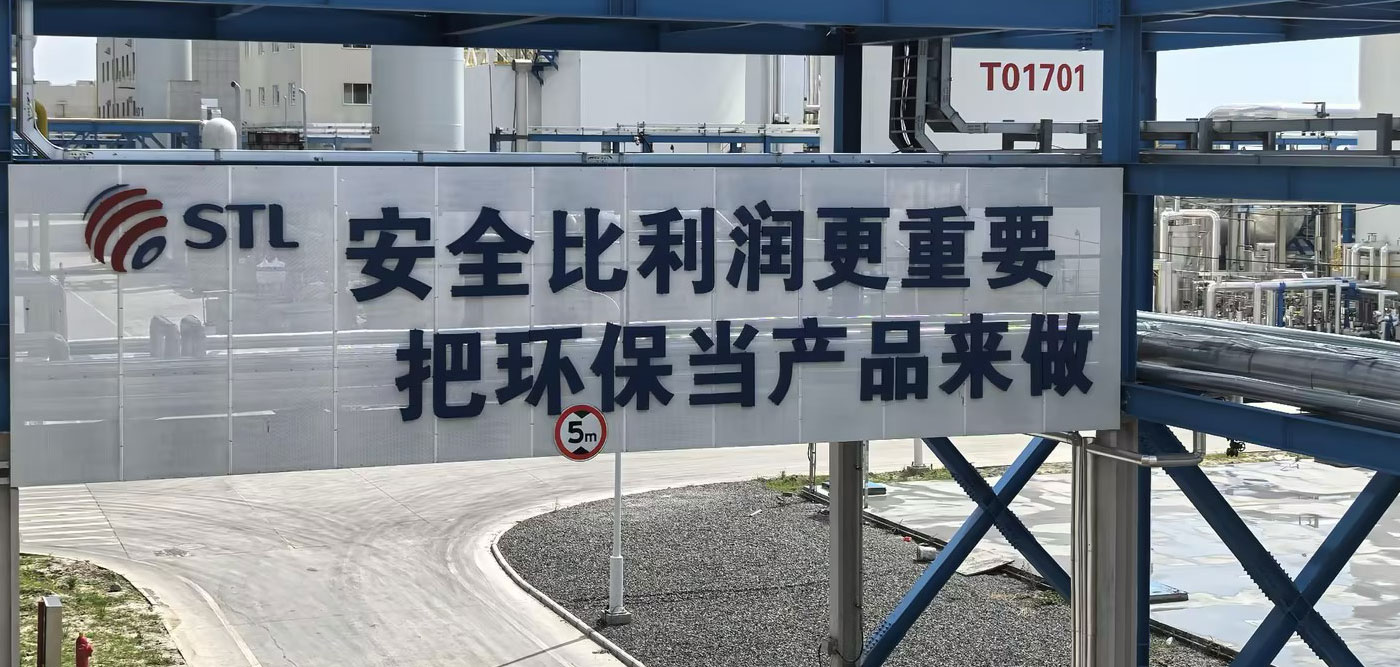 T01701
STL
安全比利润更重要
把环保当产品来做
5m